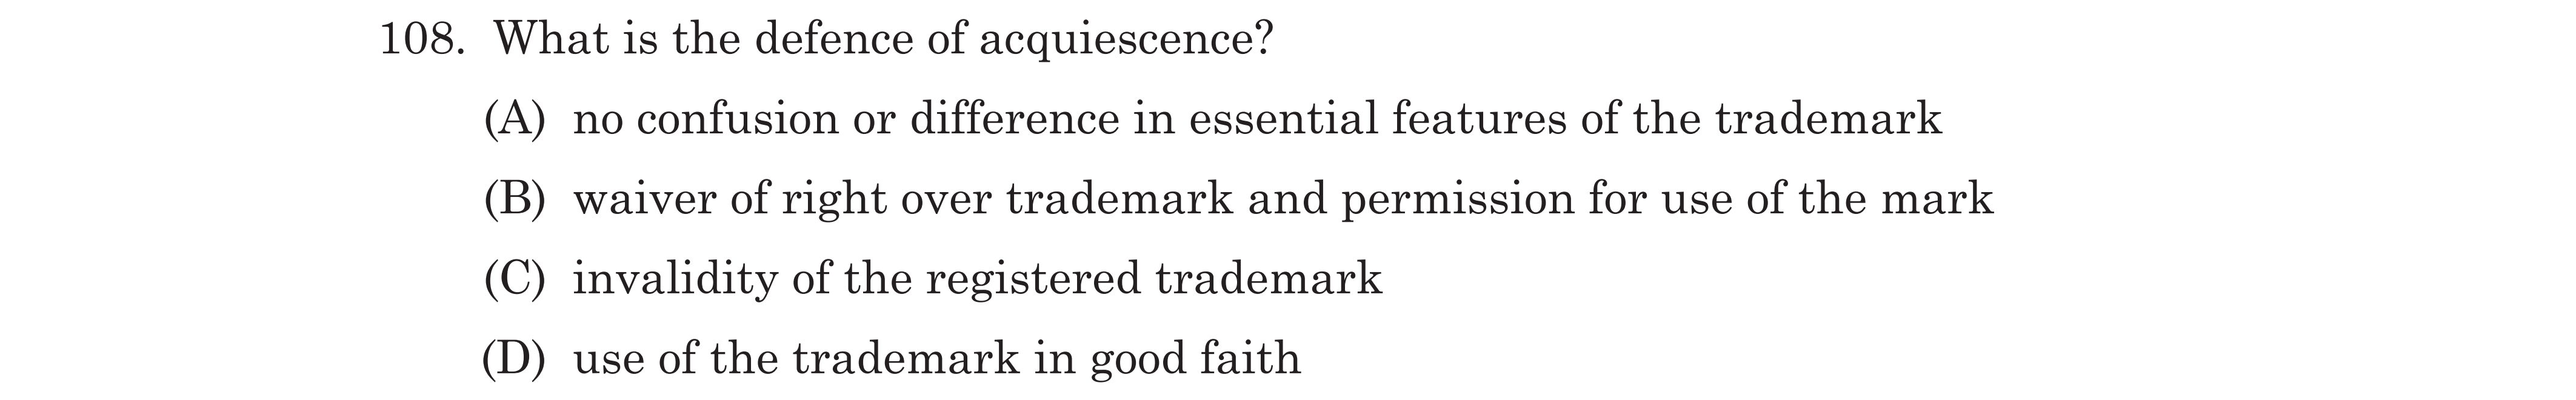 108. What is the defence of acquiescence?
(A) no confusion or difference in essential features of the trademark
(B) waiver of right over trademark and permission for use of the mark
(C) invalidity of the registered trademark
(D) use of the trademark in good faith